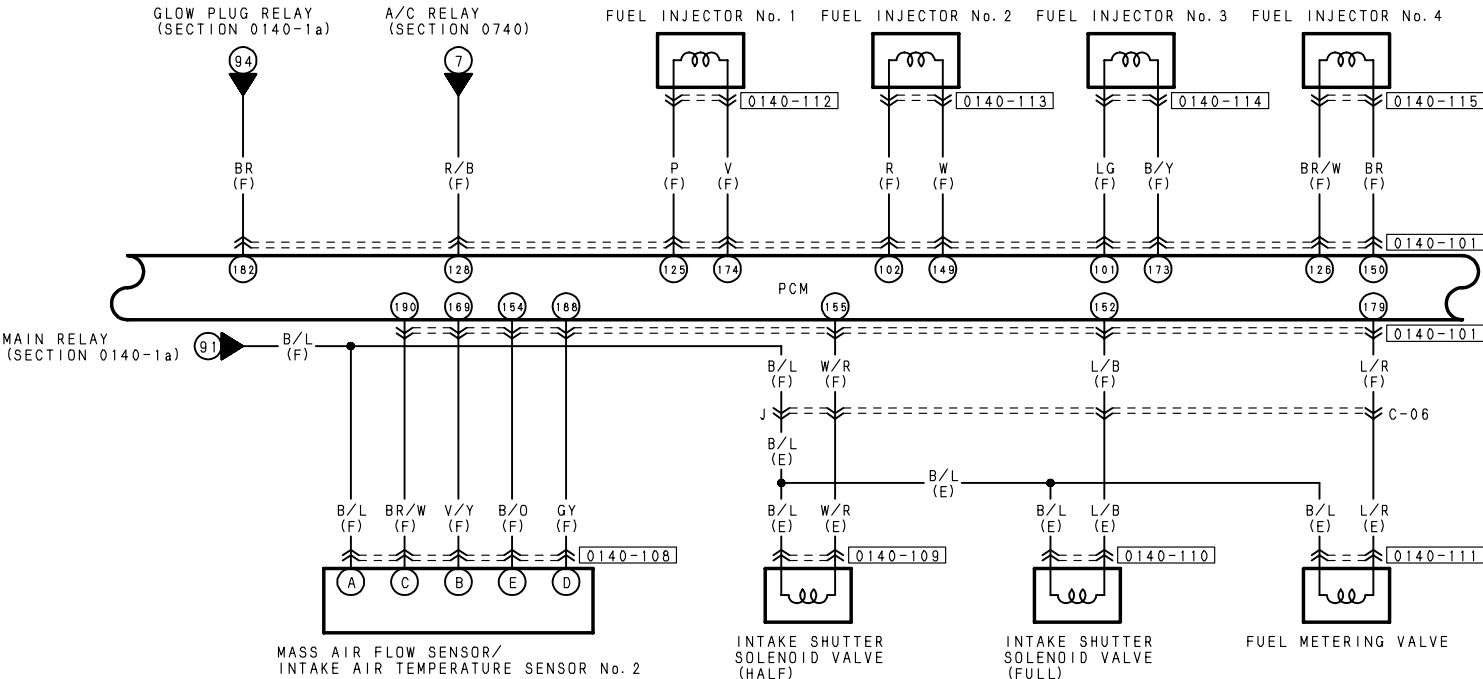 GLOW PLUG RELAY
(SECTION 0140-1a)
A/C RELAY
(SECTION 0740)
FUEL INJECTOR No. 1
FUEL INJECTOR No. 2
FUEL INJECTOR No. 3
FUEL INJECTOR No. 4
94
7
0140-112
0140-113
0140-114
0140-115
BR
(F)
R/B
(F)
P
(F)
V
(F)
R
(F)
W
(F)
LG
(F)
B/Y
(F)
BR/W
(F)
BR
(F)
0140-101
182
128
125
174
102
149
101
173
126
150
PCM
190
169
154
188
155
152
179
0140-101
MAIN RELAY
(SECTION 0140-1a)
91
B/L
(F)
B/L
(F)
W/R
(F)
L/B
(F)
L/R
(F)
J
C-06
B/L
(E)
B/L
(E)
B/L
(F)
BR/W
(F)
V/Y
(F)
B/O
(F)
GY
(F)
B/L
(E)
W/R
(E)
B/L
(E)
L/B
(E)
B/L
(E)
L/R
(E)
0140-108
0140-109
0140-110
0140-111
A
C
B
E
D
MASS AIR FLOW SENSOR/
INTAKE AIR TEMPERATURE SENSOR No. 2
INTAKE SHUTTER
SOLENOID VALVE
(HALF)
INTAKE SHUTTER
SOLENOID VALVE
(FULL)
FUEL METERING VALVE